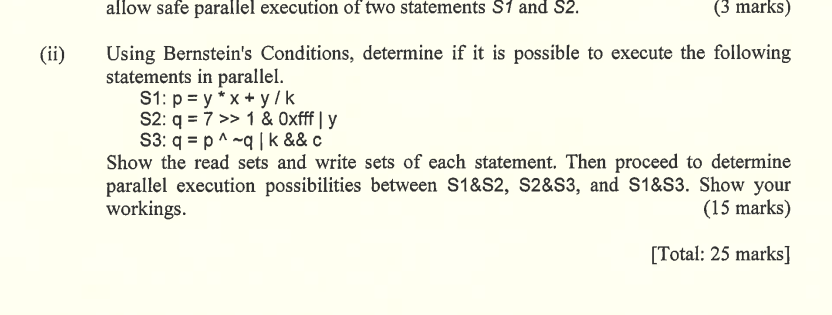 allow safe parallel execution of two statements S1 and S2. (3 marks)
(ii) Using Bernstein's Conditions, determine if it is possible to execute the following
statements in parallel.
S1: p = y * x + y / k
S2: q = 7 >> 1 & 0xfff | y
S3: q = p ^ ~q | k && c
Show the read sets and write sets of each statement. Then proceed to determine
parallel execution possibilities between S1&S2, S2&S3, and S1&S3. Show your
workings. (15 marks)
[Total: 25 marks]